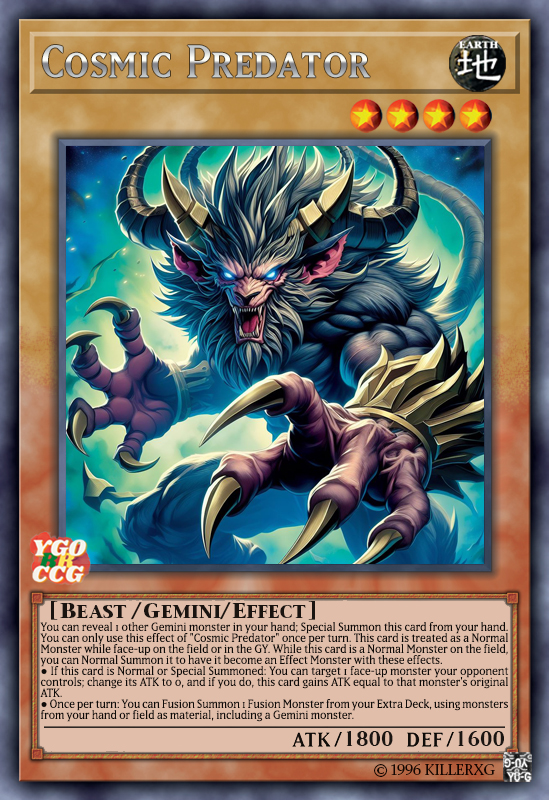 COSMIC PREDATOR
EARTH
地
YGO
BR
CCG
[BEAST /GEMINI/EFFECT]
You can reveal 1 other Gemini monster in your hand; Special Summon this card from your hand.
You can only use this effect of "Cosmic Predator" once per turn. This card is treated as a Normal
Monster while face-up on the field or in the GY. While this card is a Normal Monster on the field,
you can Normal Summon it to have it become an Effect Monster with these effects.
● If this card is Normal or Special Summoned: You can target 1 face-up monster your opponent
controls; change its ATK to 0, and if you do, this card gains ATK equal to that monster's original
ATK.
● Once per turn: You can Fusion Summon 1 Fusion Monster from your Extra Deck, using monsters
from your hand or field as material, including a Gemini monster.
ATK/1800 DEF/1600
© 1996 KILLERXG
YU-G